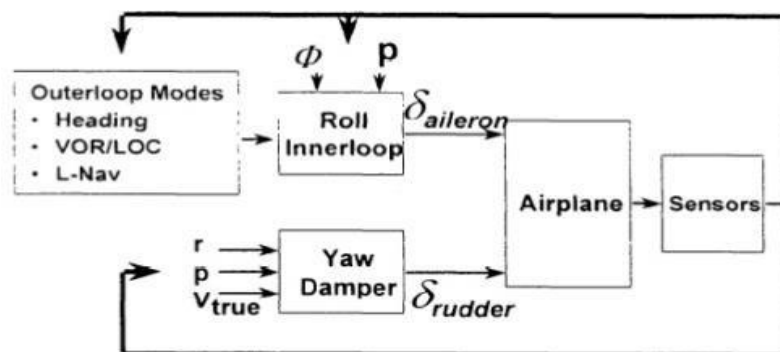 Φ p
Outerloop Modes
• Heading
• VOR/LOC
• L-Nav
Roll
Innerloop
δaileron
Airplane
Sensors
r
p
vtrue
Yaw
Damper
δrudder